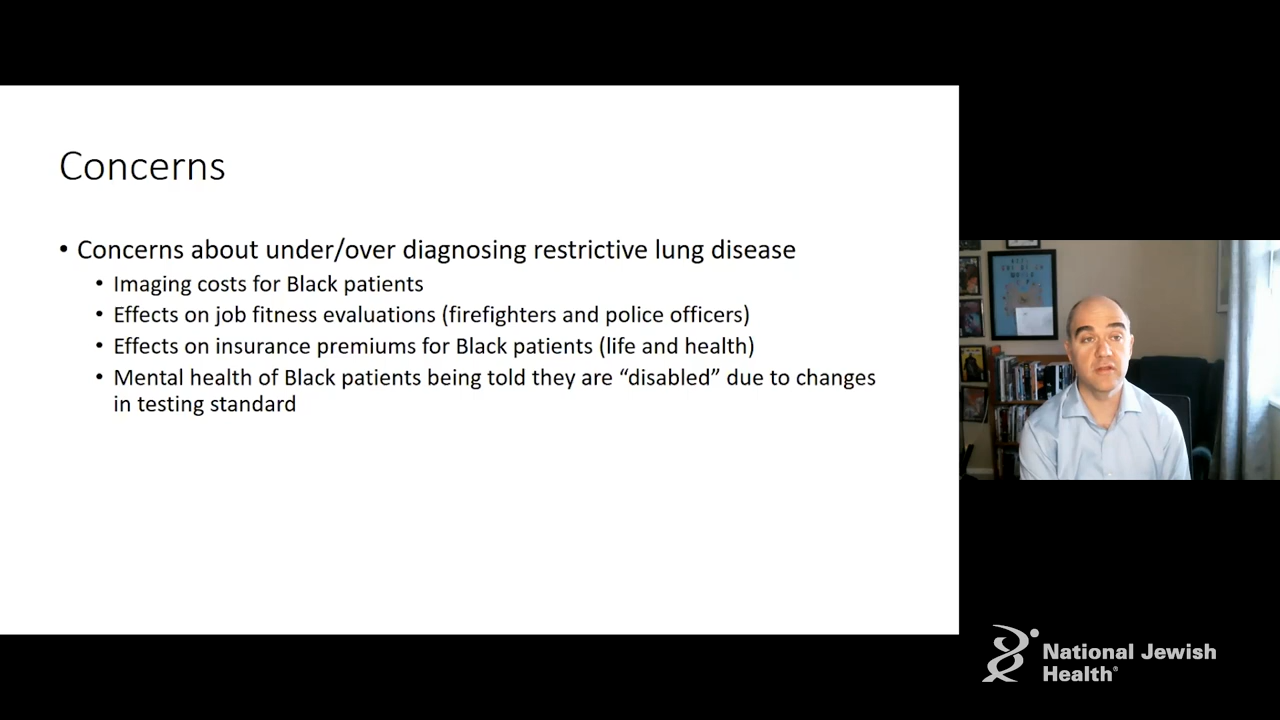 Concerns
• Concerns about under/over diagnosing restrictive lung disease
• Imaging costs for Black patients
• Effects on job fitness evaluations (firefighters and police officers)
• Effects on insurance premiums for Black patients (life and health)
• Mental health of Black patients being told they are “disabled” due to changes
in testing standard
National Jewish
Health®